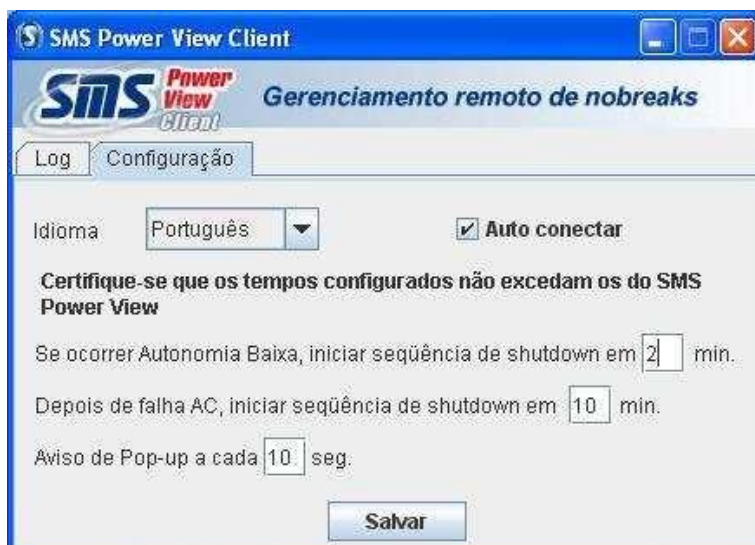 SMS Power View Client
SMS Power View Client
Gerenciamento remoto de nobreaks
Log Configuração
Idioma Português Auto conectar
Certifique-se que os tempos configurados não excedam os do SMS
Power View
Se ocorrer Autonomia Baixa, iniciar seqüência de shutdown em 2 min.
Depois de falha AC, iniciar seqüência de shutdown em 10 min.
Aviso de Pop-up a cada 10 seg.
Salvar